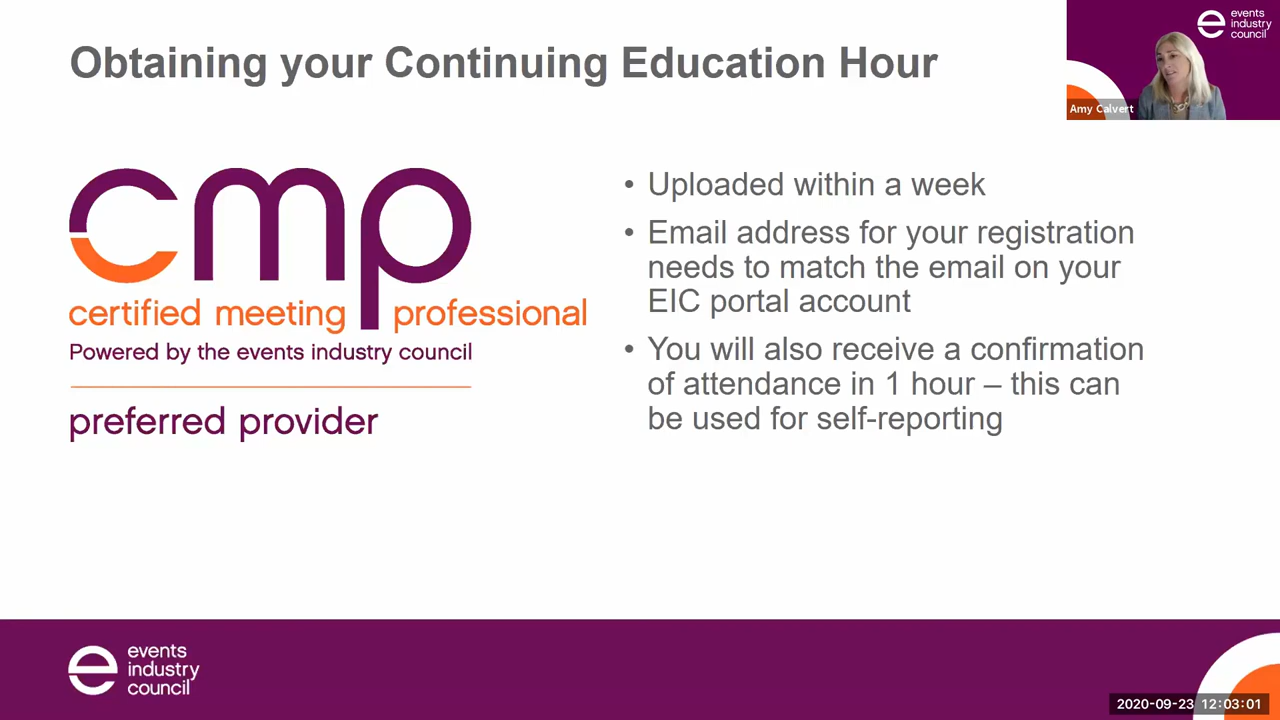 Obtaining your Continuing Education Hour
events
industry
council
Amy Calvert
cmp
certified meeting professional
Powered by the events industry council
preferred provider
• Uploaded within a week
• Email address for your registration
needs to match the email on your
EIC portal account
• You will also receive a confirmation
of attendance in 1 hour – this can
be used for self-reporting
events
industry
council
2020-09-23 12:03:01